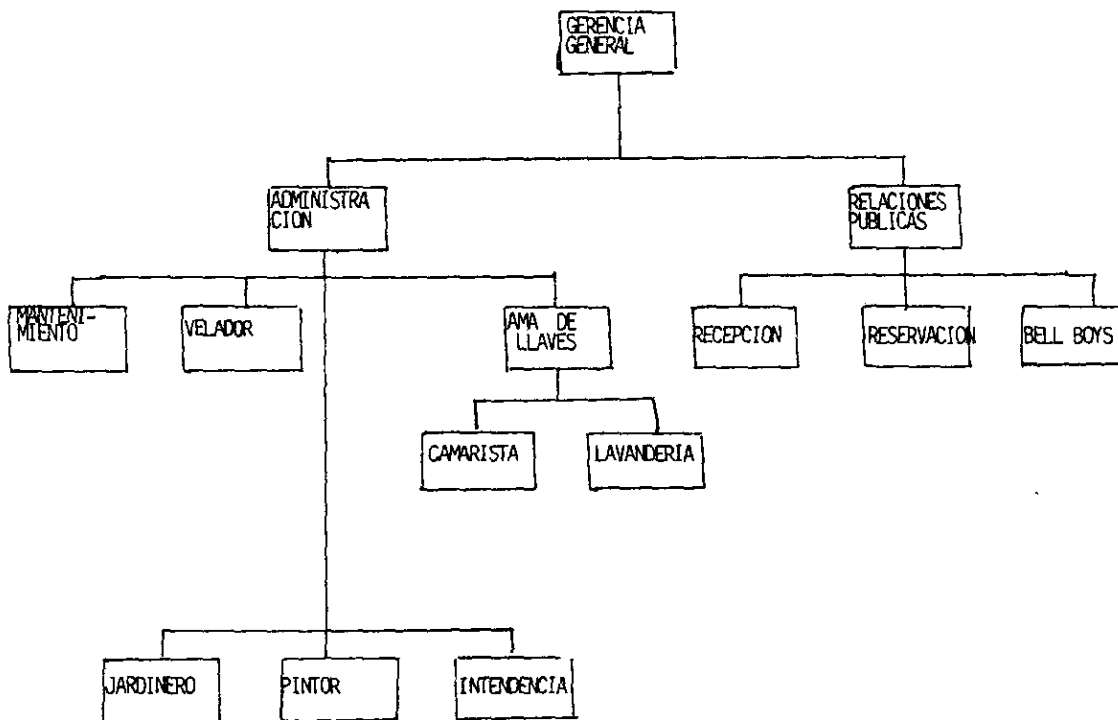 GERENCIA
GENERAL
ADMINISTRA
CION
RELACIONES
PUBLICAS
MANTENI-
MIENTO
VELADOR
AMA DE
LLAVES
RECEPCION
RESERVACION
BELL BOYS
CAMARISTA
LAVANDERIA
JARDINERO
PINTOR
INTENDENCIA